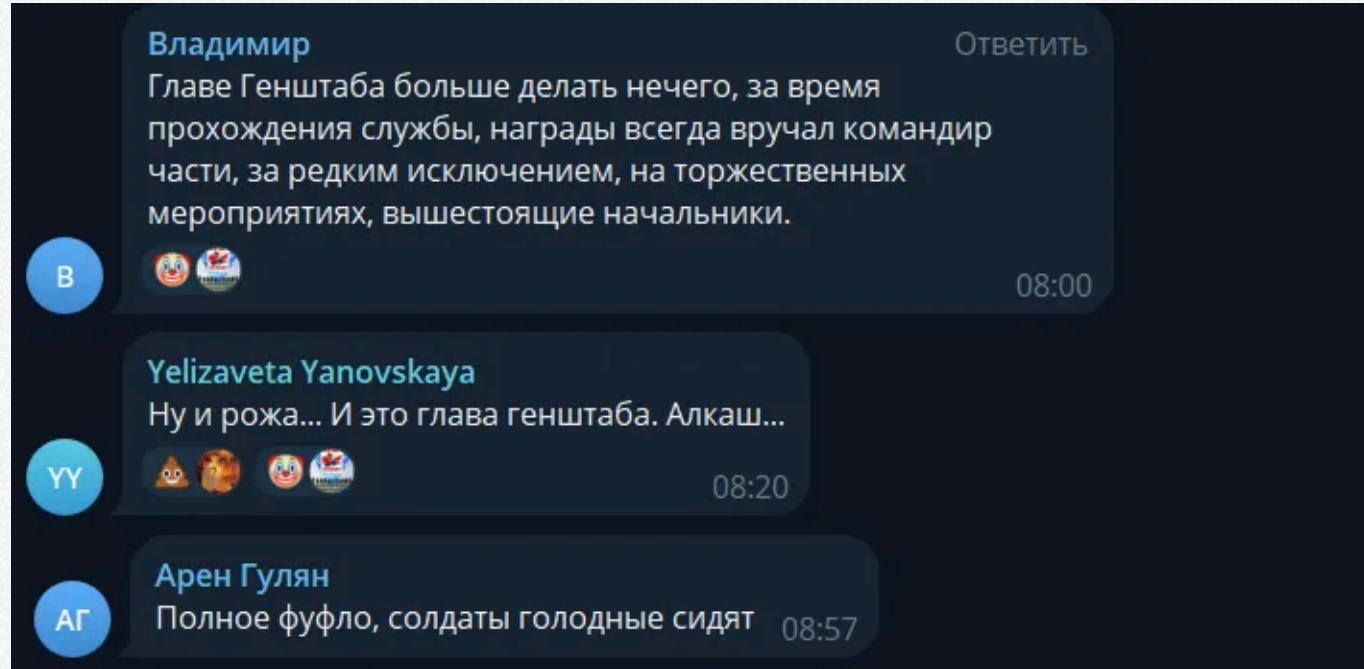 Владимир Ответить
Главе Генштаба больше делать нечего, за время
прохождения службы, награды всегда вручал командир
части, за редким исключением, на торжественных
мероприятиях, вышестоящие начальники.
В
08:00
Yelizaveta Yanovskaya
Ну и рожа... И это глава генштаба. Алкаш...
YY
08:20
Арен Гулян
АГ
Полное фуфло, солдаты голодные сидят 08:57